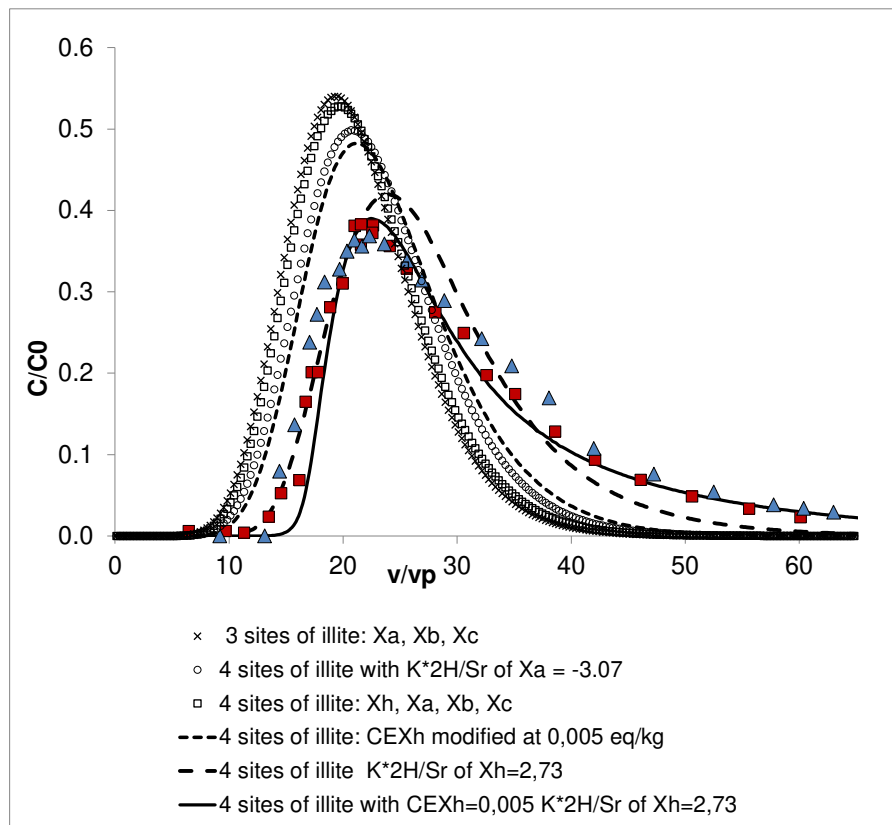 0.6
0.5
0.4
0.3
0.2
0.1
0.0
C/C0
0 10 20 30 40 50 60
v/vp
3 sites of illite: Xa, Xb, Xc
4 sites of illite with K*2H/Sr of Xa = -3.07
4 sites of illite: Xh, Xa, Xb, Xc
4 sites of illite: CEXh modified at 0,005 eq/kg
4 sites of illite K*2H/Sr of Xh=2,73
4 sites of illite with CEXh=0,005 K*2H/Sr of Xh=2,73